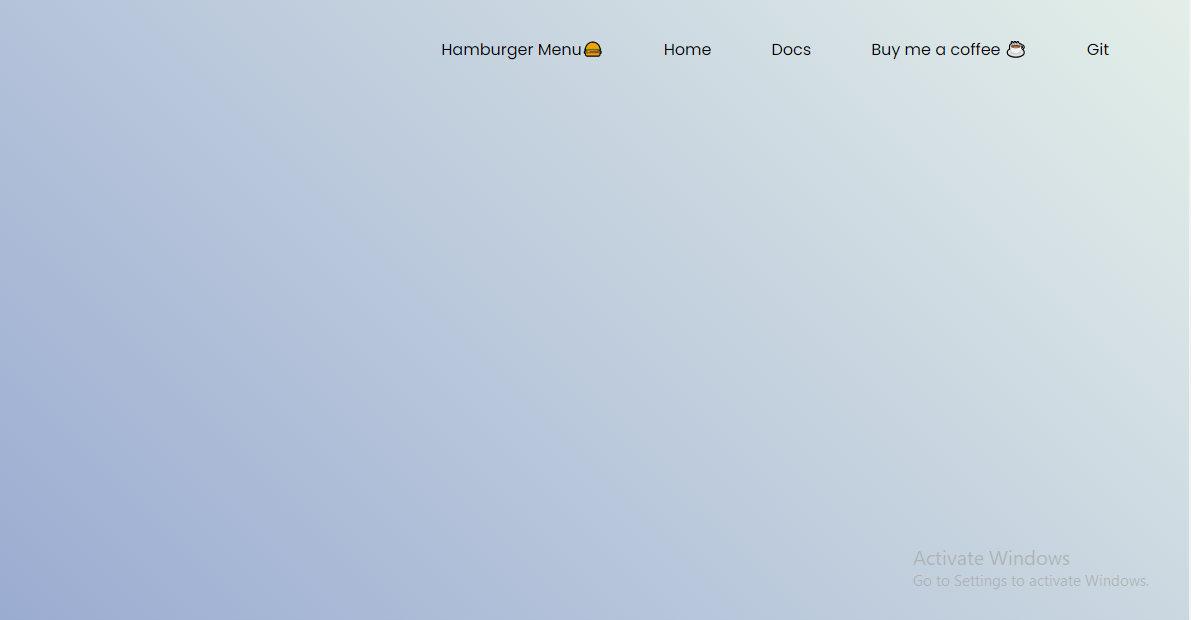 Hamburger Menu🍔 Home Docs Buy me a coffee ☕ Git
Activate Windows
Go to Settings to activate Windows.